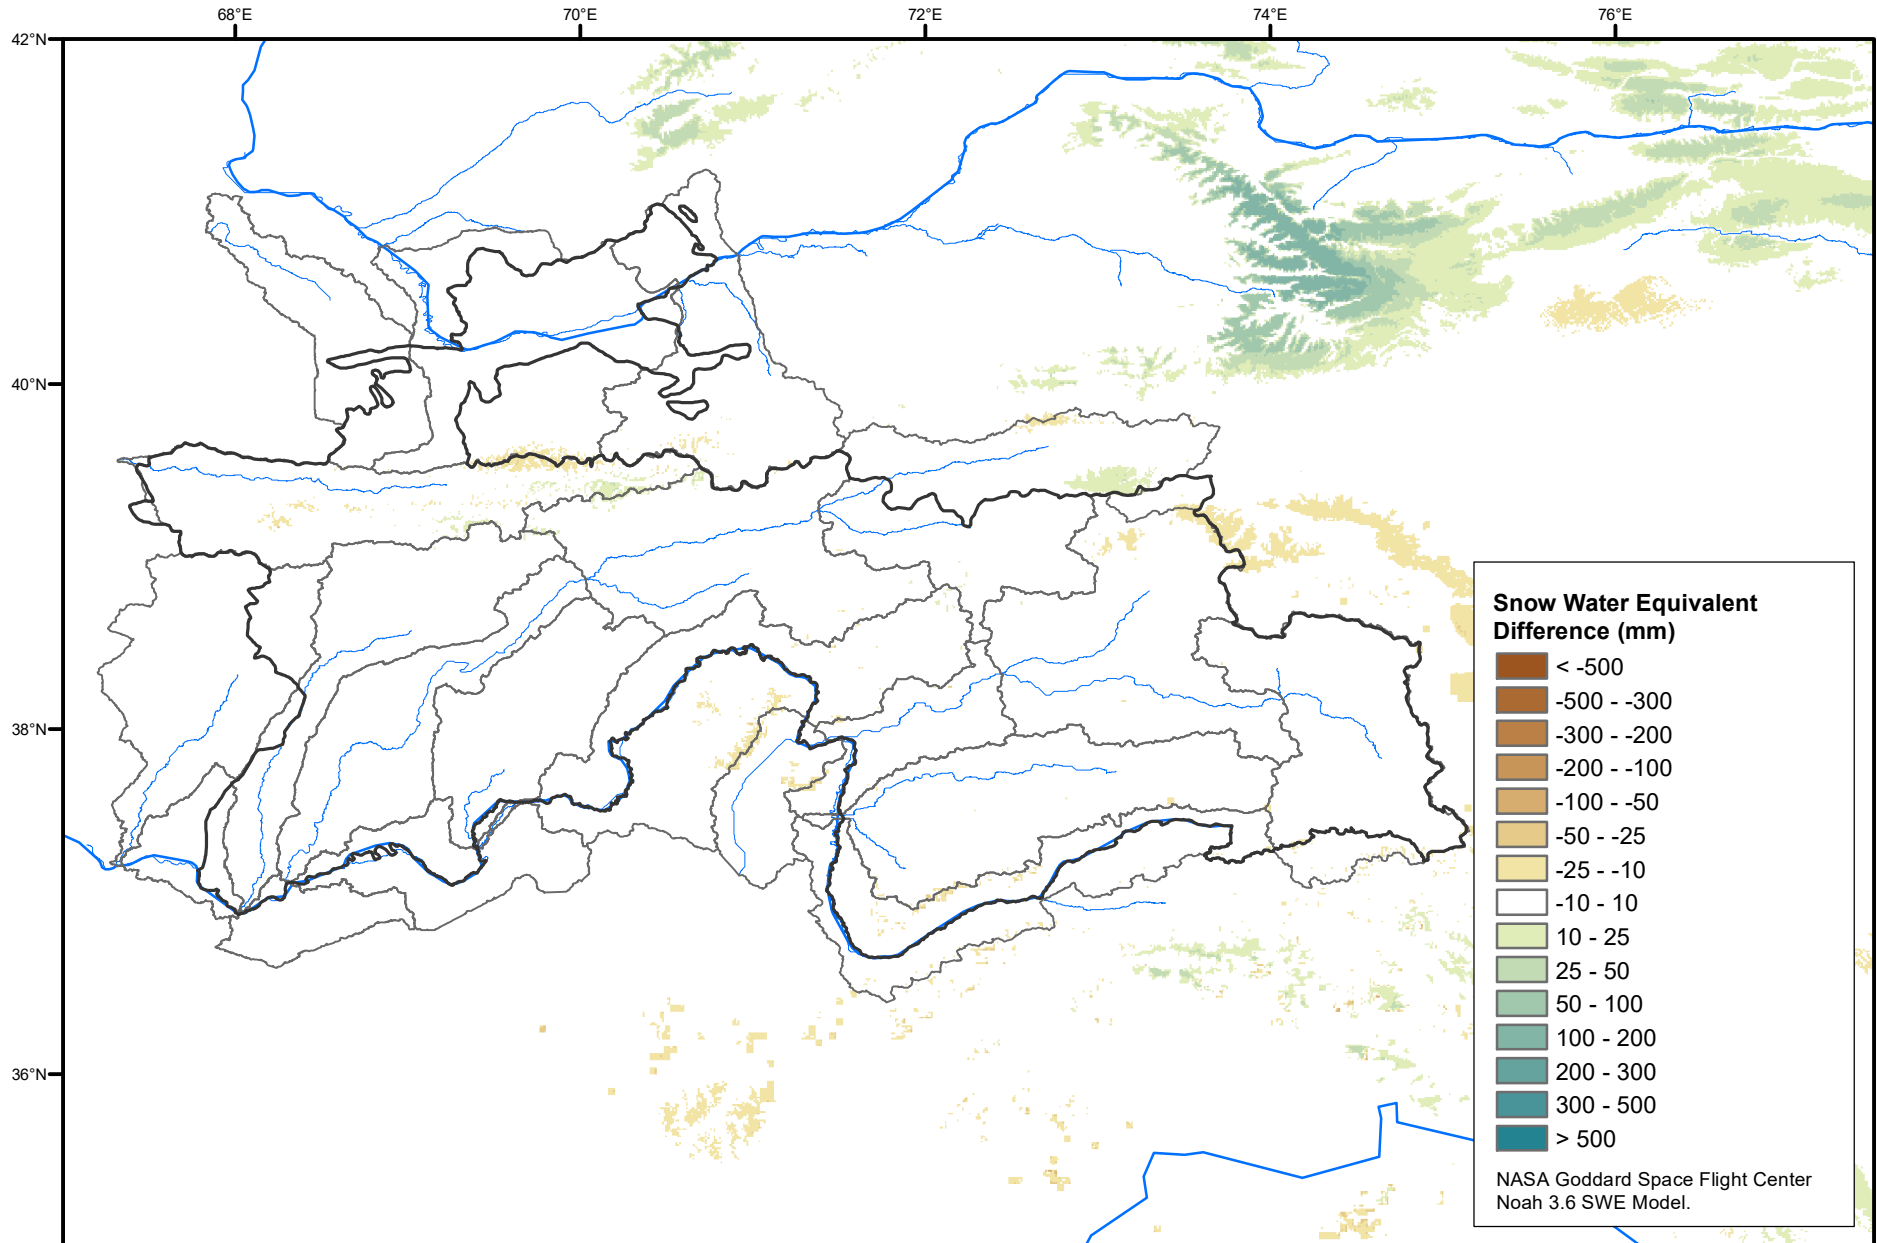 68°E
70°E
72°E
74°E
76°E
42°N
40°N
38°N
36°N
Snow Water Equivalent
Difference (mm)
< -500
-500 - -300
-300 - -200
-200 - -100
-100 - -50
-50 - -25
-25 - -10
-10 - 10
10 - 25
25 - 50
50 - 100
100 - 200
200 - 300
300 - 500
> 500
NASA Goddard Space Flight Center
Noah 3.6 SWE Model.